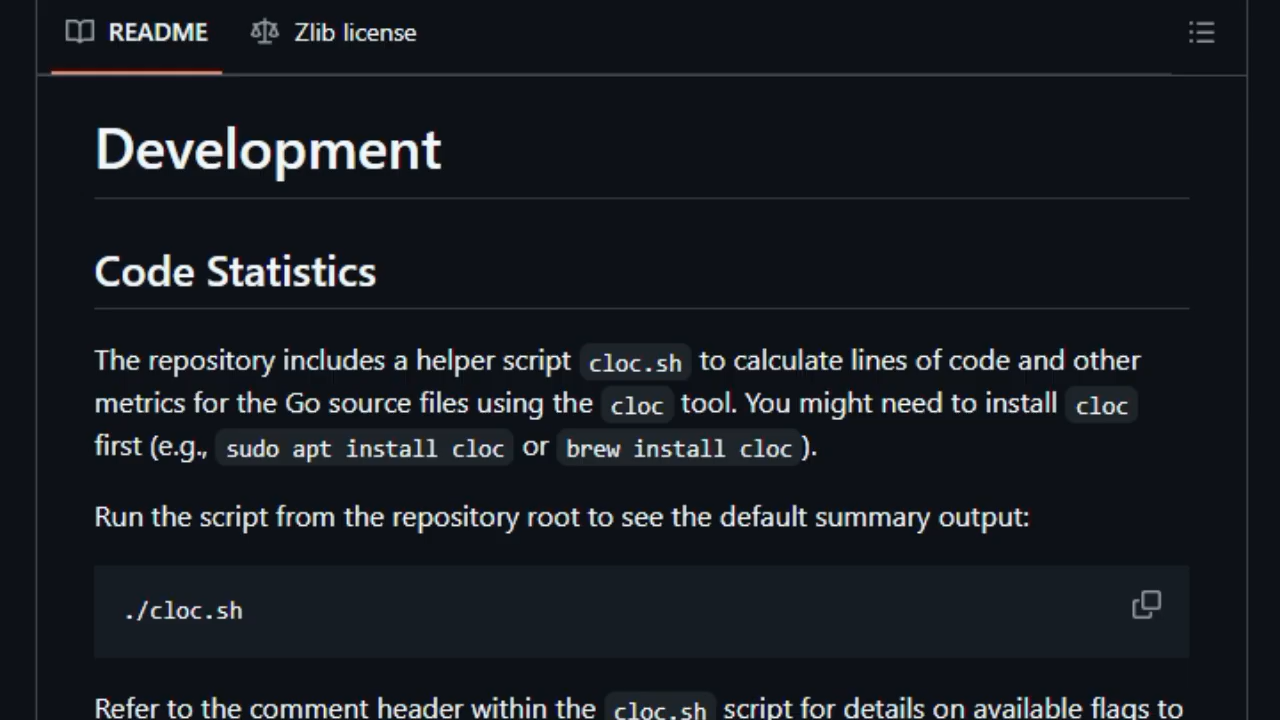 README
Zlib license
Development
Code Statistics
The repository includes a helper script cloc.sh to calculate lines of code and other
metrics for the Go source files using the cloc tool. You might need to install cloc
first (e.g., sudo apt install cloc or brew install cloc).
Run the script from the repository root to see the default summary output:
./cloc.sh
Refer to the comment header within the cloc.sh script for details on available flags to